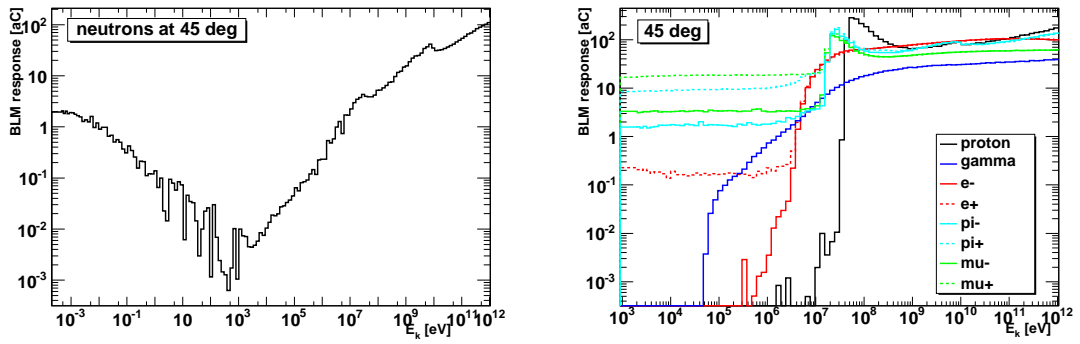 neutrons at 45 deg
BLM response [aC]
10²
10
1
10⁻¹
10⁻²
10⁻³
10⁻³ 10⁻¹ 10 10³ 10⁵ 10⁷ 10⁹ 10¹¹10¹²
E_k [eV]
45 deg
BLM response [aC]
10²
10
1
10⁻¹
10⁻²
10⁻³
proton
gamma
e-
e+
pi-
pi+
mu-
mu+
10³ 10⁴ 10⁵ 10⁶ 10⁷ 10⁸ 10⁹ 10¹⁰ 10¹¹ 10¹²
E_k [eV]